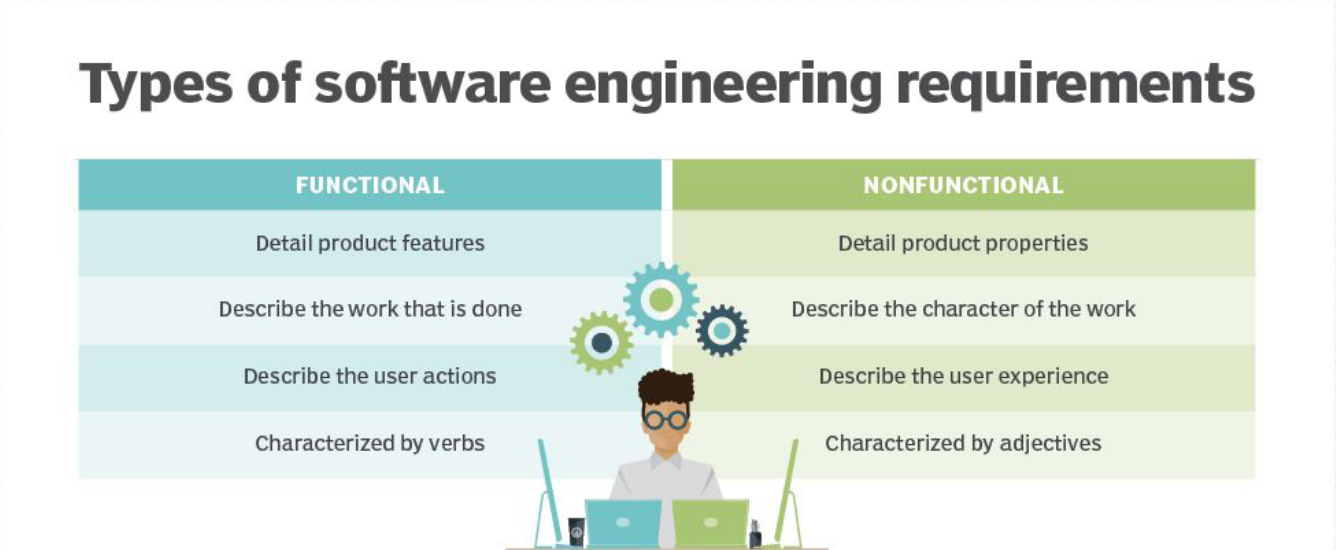 Types of software engineering requirements
FUNCTIONAL
NONFUNCTIONAL
Detail product features
Detail product properties
Describe the work that is done
Describe the character of the work
Describe the user actions
Describe the user experience
Characterized by verbs
Characterized by adjectives